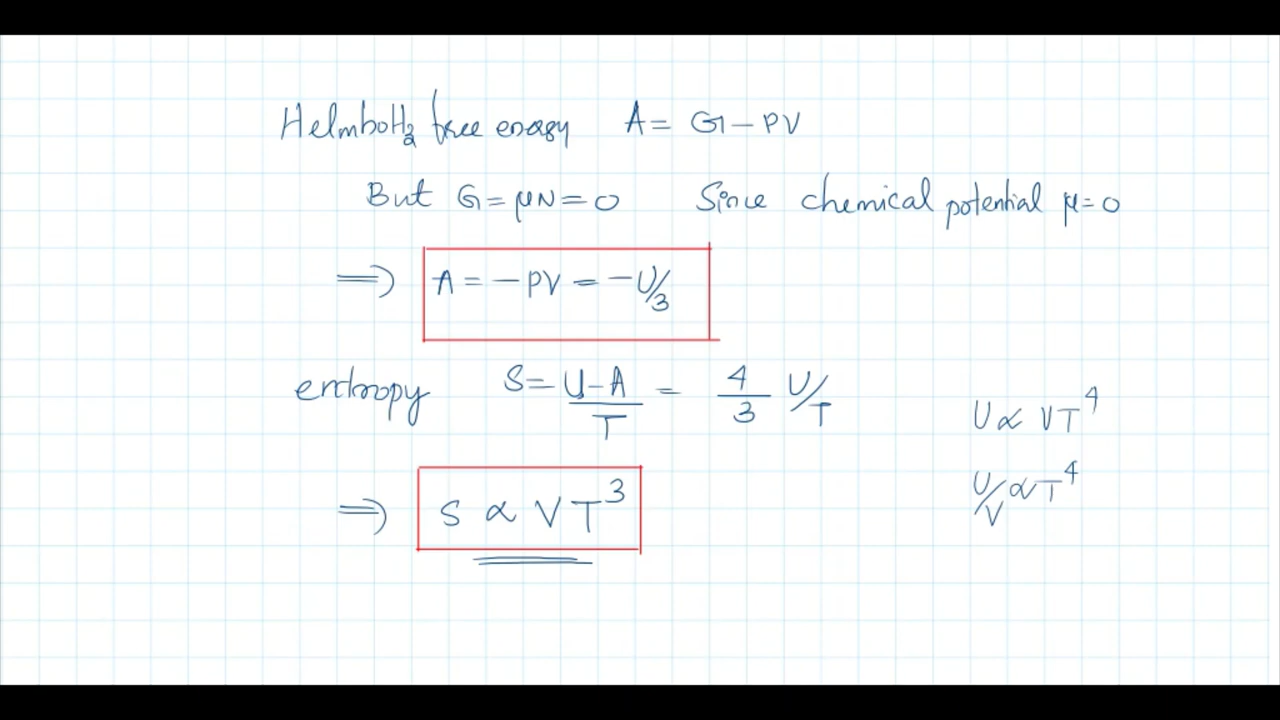 Helmholtz free energy A = G - PV
But G = μN = 0 Since chemical potential μ = 0
⟹ A = - PV = - U/3
entropy S = U - A / T = 4/3 U/T
U ∝ VT⁴
U/V ∝ T⁴
⟹ S ∝ VT³